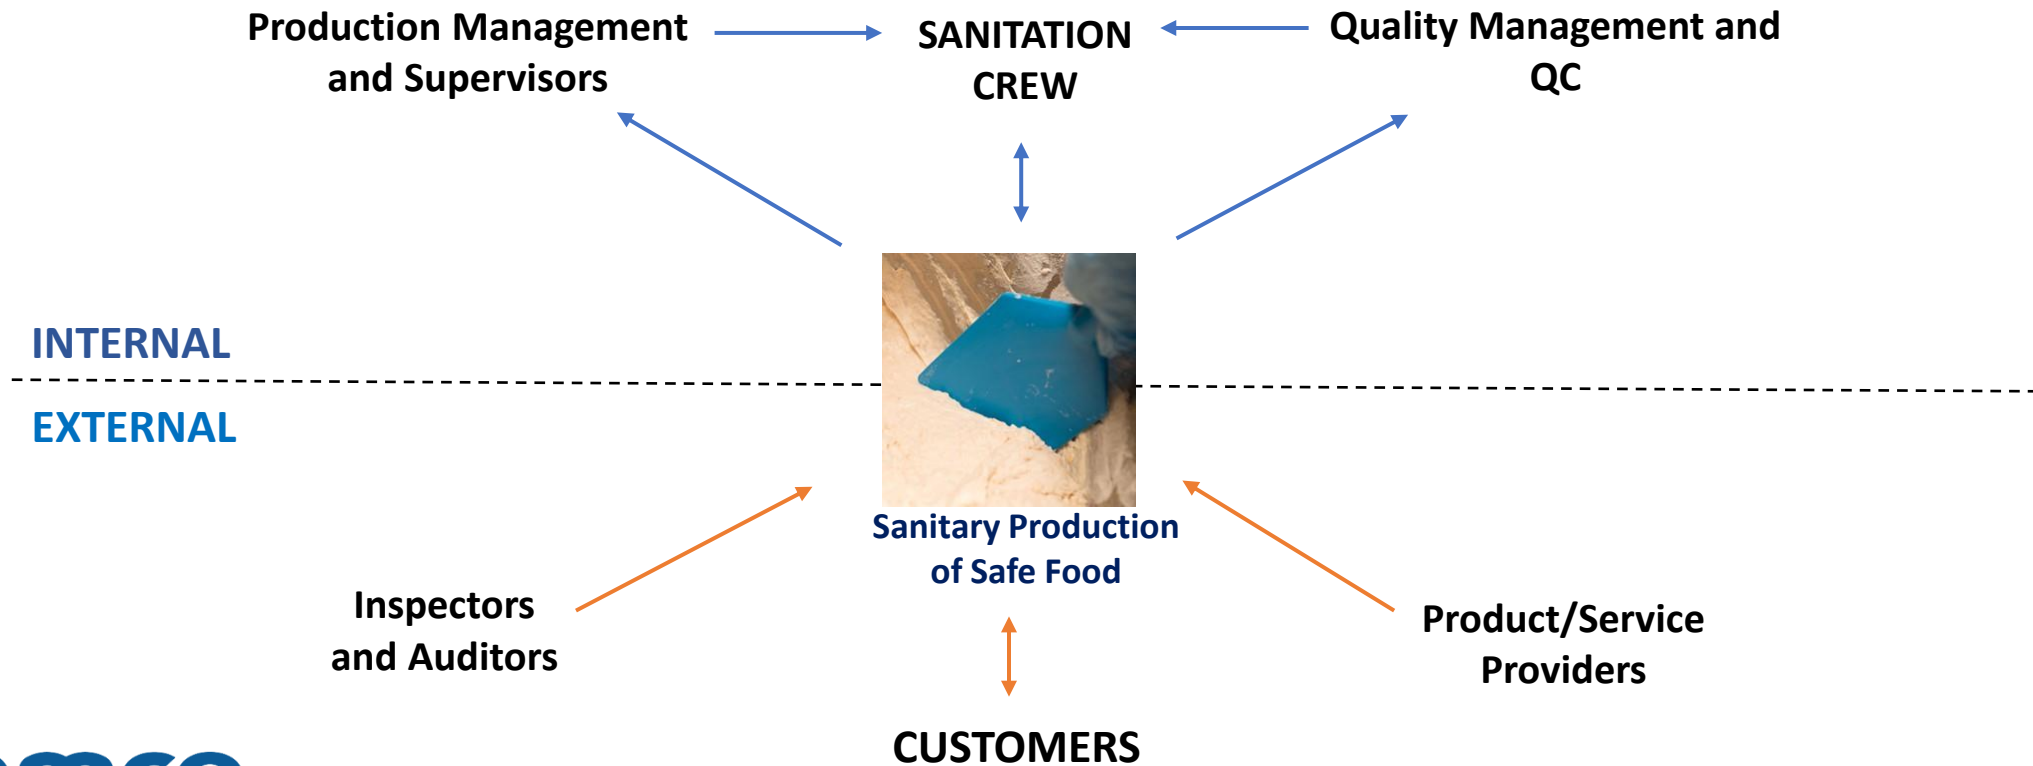 Production Management
and Supervisors
SANITATION
CREW
Quality Management and
QC
INTERNAL
EXTERNAL
Sanitary Production
of Safe Food
Inspectors
and Auditors
Product/Service
Providers
CUSTOMERS